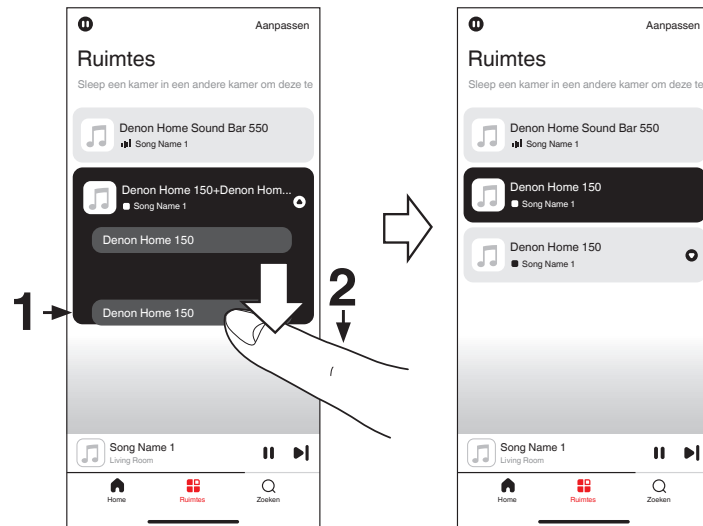 Aanpassen
Ruimtes
Sleep een kamer in een andere kamer om deze te
Denon Home Sound Bar 550
Song Name 1
Denon Home 150+Denon Hom...
Song Name 1
Denon Home 150
Denon Home 150
1
2
Song Name 1
Living Room
Home
Ruimtes
Zoeken
Aanpassen
Ruimtes
Sleep een kamer in een andere kamer om deze te
Denon Home Sound Bar 550
Song Name 1
Denon Home 150
Song Name 1
Denon Home 150
Song Name 1
Song Name 1
Living Room
Home
Ruimtes
Zoeken